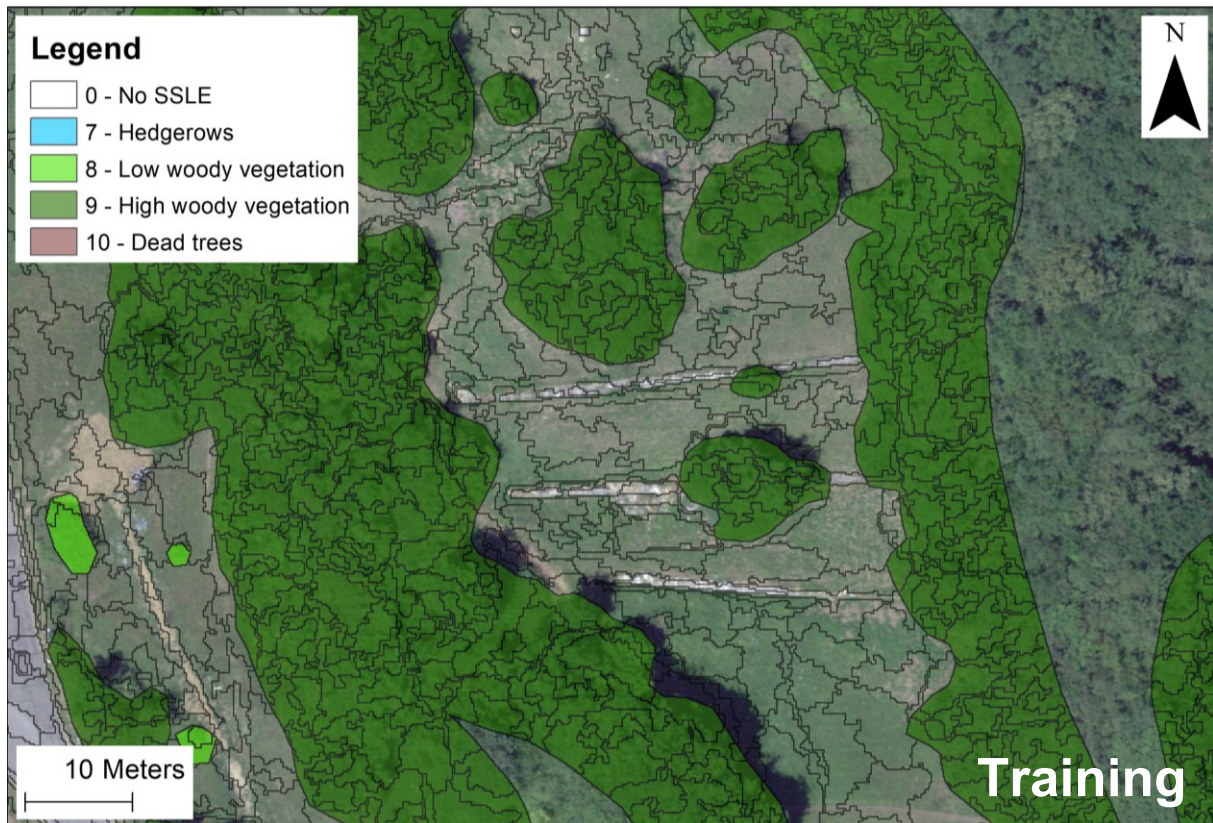 Legend
0 - No SSLE
7 - Hedgerows
8 - Low woody vegetation
9 - High woody vegetation
10 - Dead trees
N
10 Meters
Training